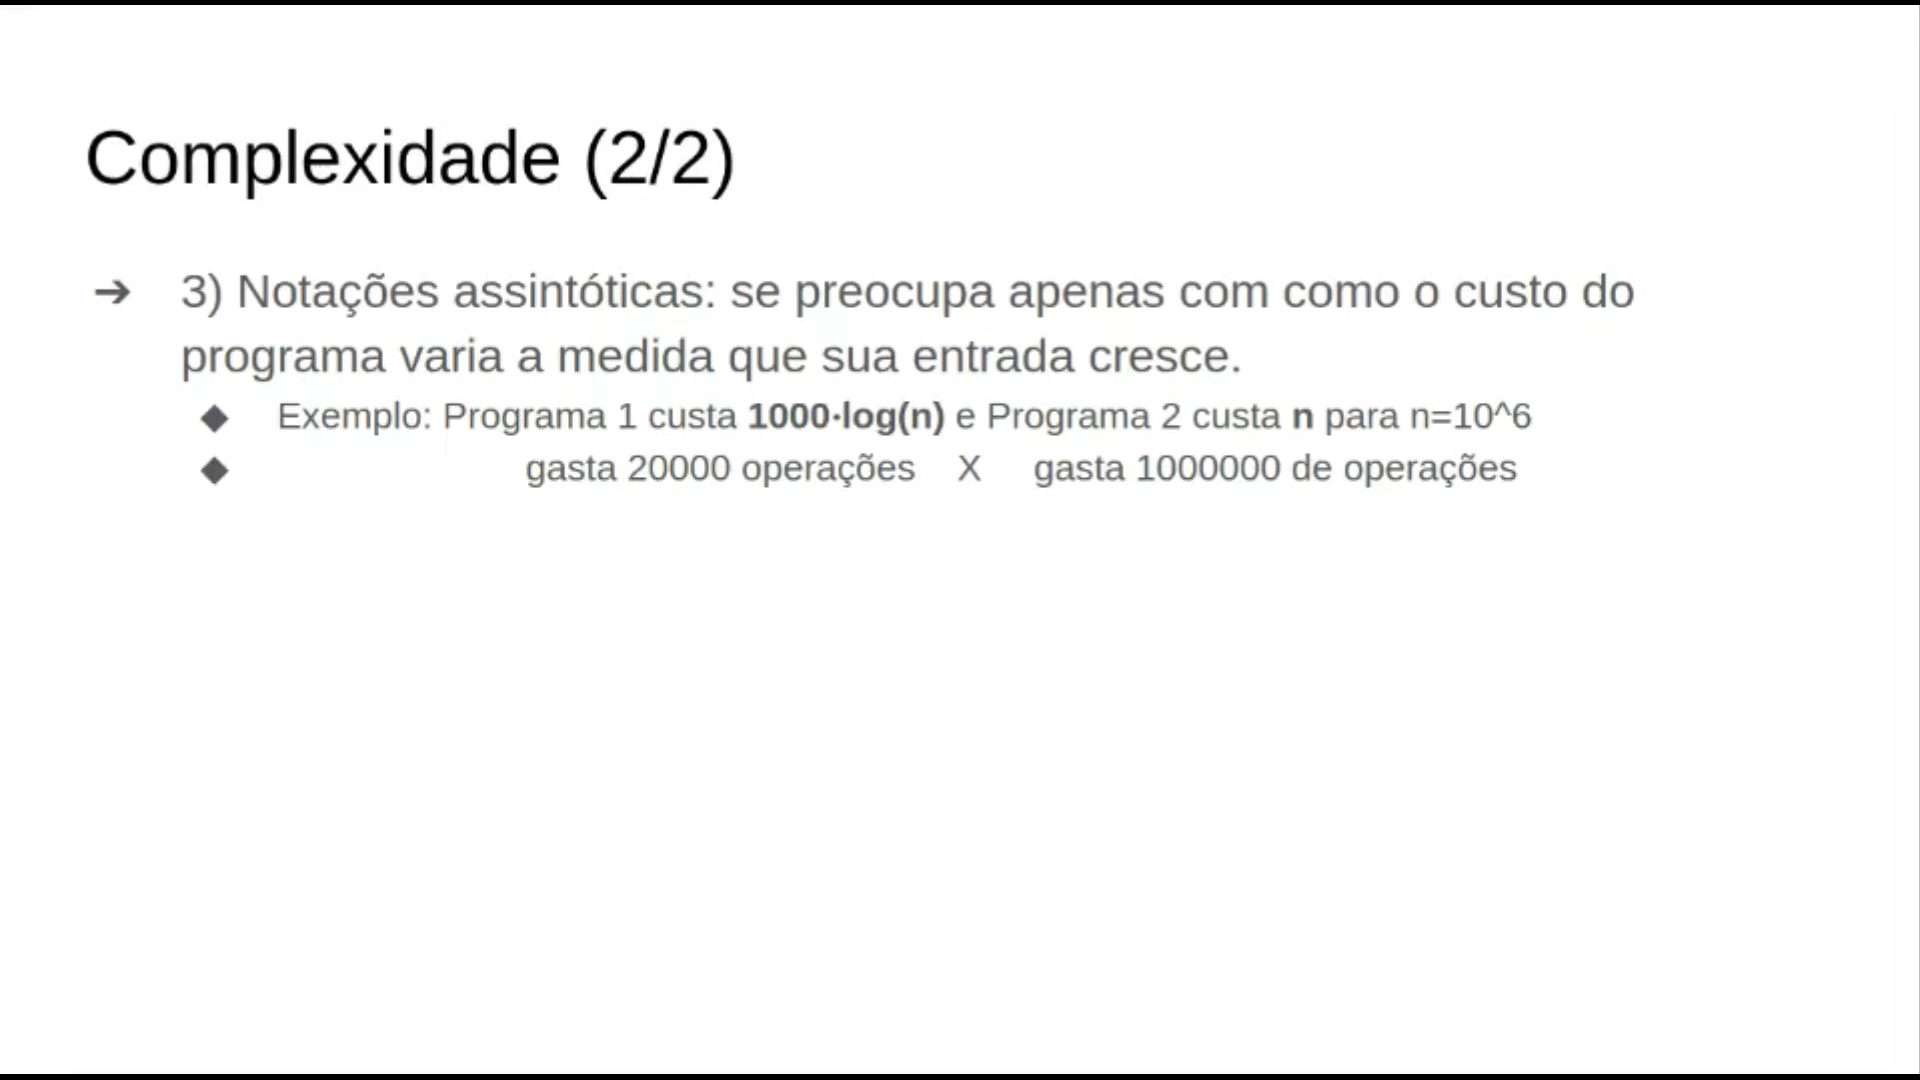 Complexidade (2/2)
➔ 3) Notações assintóticas: se preocupa apenas com como o custo do
programa varia a medida que sua entrada cresce.
◆ Exemplo: Programa 1 custa 1000·log(n) e Programa 2 custa n para n=10^6
◆ gasta 20000 operações X gasta 1000000 de operações